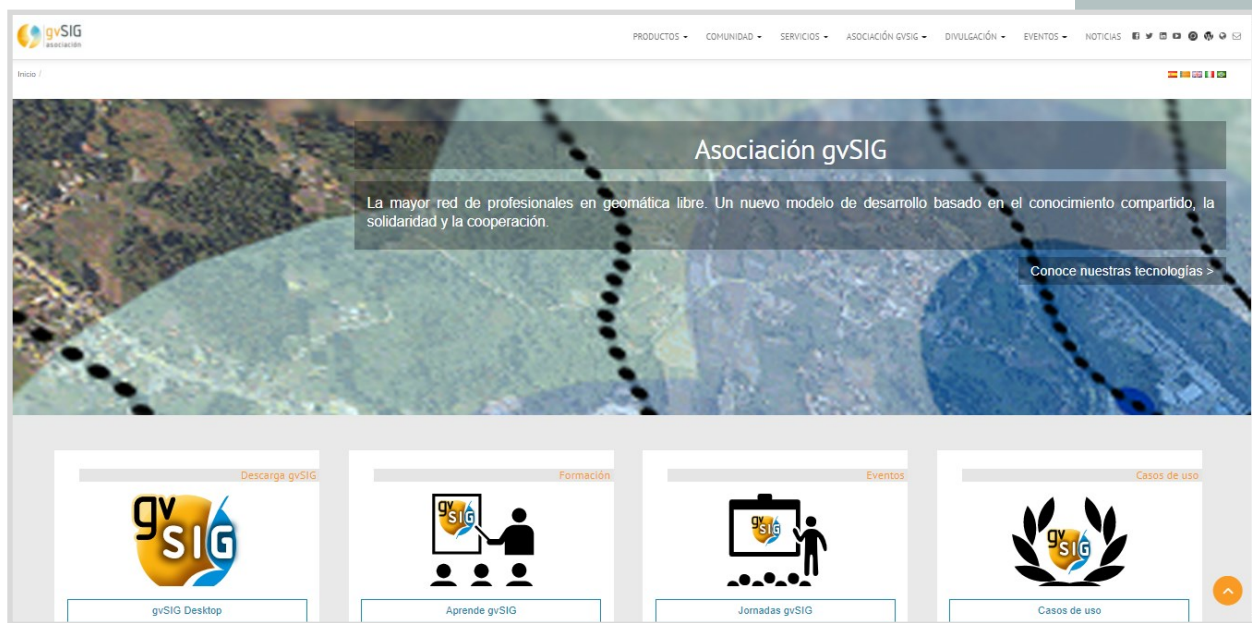 gvSIG
asociación
PRODUCTOS COMUNIDAD SERVICIOS ASOCIACIÓN GVSIG DIVULGACIÓN EVENTOS NOTICIAS
Inicio /
Asociación gvSIG
La mayor red de profesionales en geomática libre. Un nuevo modelo de desarrollo basado en el conocimiento compartido, la
solidaridad y la cooperación.
Conoce nuestras tecnologías >
Descarga gvSIG
gvSIG
gvSIG Desktop
Formación
gvSIG
Aprende gvSIG
Eventos
gvSIG
Jornadas gvSIG
Casos de uso
gvSIG
Casos de uso